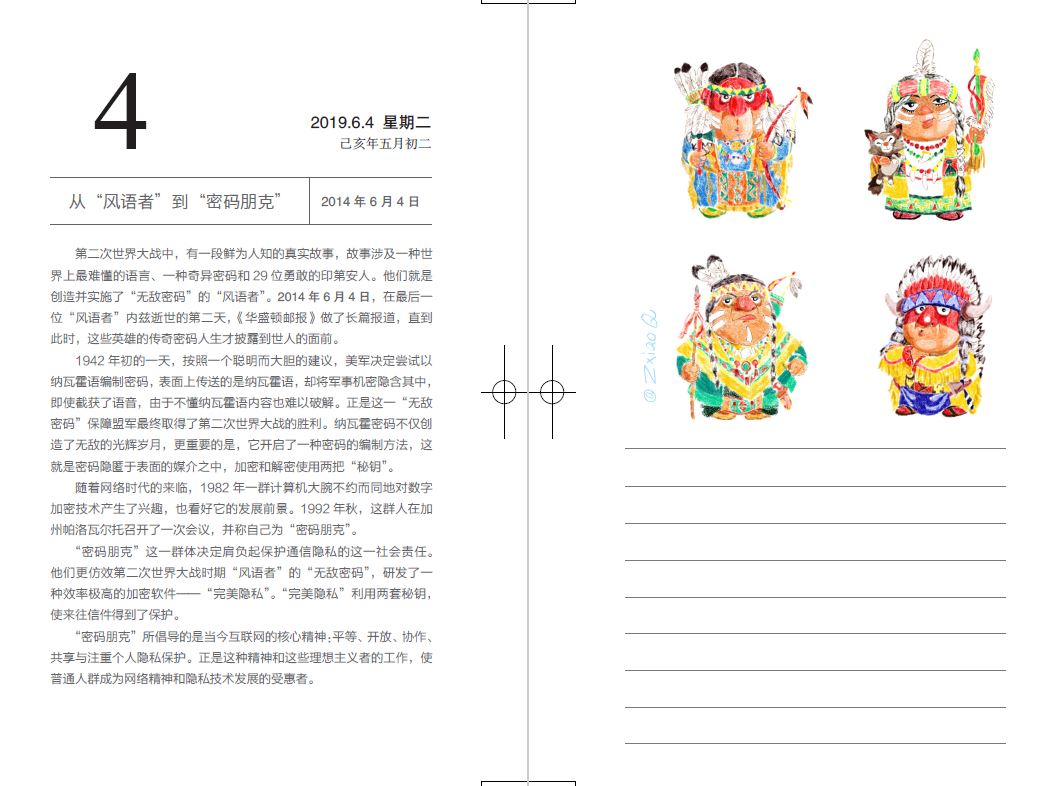 4
2019.6.4 星期二
己亥年五月初二
从“风语者”到“密码朋克”
2014 年 6 月 4 日
第二次世界大战中，有一段鲜为人知的真实故事，故事涉及一种世
界上最难懂的语言、一种奇异密码和 29 位勇敢的印第安人。他们就是
创造并实施了“无敌密码”的“风语者”。2014 年 6 月 4 日，在最后一
位“风语者”内兹逝世的第二天，《华盛顿邮报》做了长篇报道，直到
此时，这些英雄的传奇密码人生才披露到世人的面前。
1942 年初的一天，按照一个聪明而大胆的建议，美军决定尝试以
纳瓦霍语编制密码，表面上传送的是纳瓦霍语，却将军事机密隐含其中，
即使截获了语音，由于不懂纳瓦霍语内容也难以破解。正是这一“无敌
密码”保障盟军最终取得了第二次世界大战的胜利。纳瓦霍密码不仅创
造了无敌的光辉岁月，更重要的是，它开启了一种密码的编制方法，这
就是密码隐匿于表面的媒介之中，加密和解密使用两把“秘钥”。
随着网络时代的来临，1982 年一群计算机大腕不约而同地对数字
加密技术产生了兴趣，也看好它的发展前景。1992 年秋，这群人在加
州帕洛瓦尔托召开了一次会议，并称自己为“密码朋克”。
“密码朋克”这一群体决定肩负起保护通信隐私的这一社会责任。
他们更仿效第二次世界大战时期“风语者”的“无敌密码”，研发了一
种效率极高的加密软件——“完美隐私”。“完美隐私”利用两套秘钥，
使来往信件得到了保护。
“密码朋克”所倡导的是当今互联网的核心精神：平等、开放、协作、
共享与注重个人隐私保护。正是这种精神和这些理想主义者的工作，使
普通人群成为网络精神和隐私技术发展的受惠者。
@ZxiaoQ